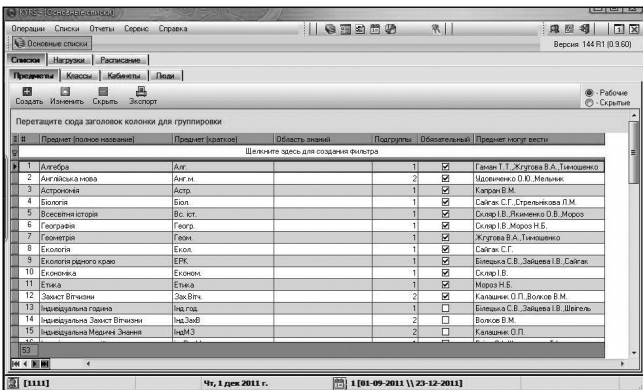 KYRS - [Основные списки]
Операции Списки Отчеты Сервис Справка
Основные списки Версия 144 R1 (0.9.60)
Списки Нагрузки Расписание
Предметы Классы Кабинеты Люди
Создать Изменить Скрыть Экспорт - Рабочие
- Скрытые
Перетащите сюда заголовок колонки для группировки
# Предмет (полное название) Предмет (краткое) Область знаний Подгруппы Обязательный Предмет могут вести
Щелкните здесь для создания фильтра
1 Алгебра Алг. 1 Гаман Т.Т.,Жгутова В.А.,Тимошенко
2 Англійська мова Анг.м. 2 Удовиченко О.Ю.,Мельник
3 Астрономія Астр. 1 Капран В.М.
4 Біологія Біол. 1 Сайгак С.Г.,Стрельнікова Л.М.
5 Всесвітня історія Вс. іст. 1 Скляр І.В.,Якименко О.В.,Мороз
6 Географія Геогр. 1 Скляр І.В.,Мороз Н.Б.
7 Геометрія Геом. 1 Жгутова В.А.,Тимошенко
8 Екологія Екол. 1 Сайгак С.Г.
9 Екологія рідного краю ЕРК 1 Білецька С.В.,Зайцева І.В.,Сайгак
10 Економіка Економ. 1 Скляр І.В.
11 Етика Етика 1 Мороз Н.Б.
12 Захист Вітчизни Зах.Вітч. 2 Калашник О.П.,Волков В.М.
13 Індивідуальна година Інд.год. 1 Білецька С.В.,Зайцева І.В.,Швігель
14 Індивідуальна Захист Вітчизни ІндЗахВ 2 Волков В.М.
15 Індивідуальна Медичні Знання ІндМЗ 2 Калашник О.П.
53
[1111] Чт, 1 дек 2011 г. 1 [01-09-2011 \\ 23-12-2011]